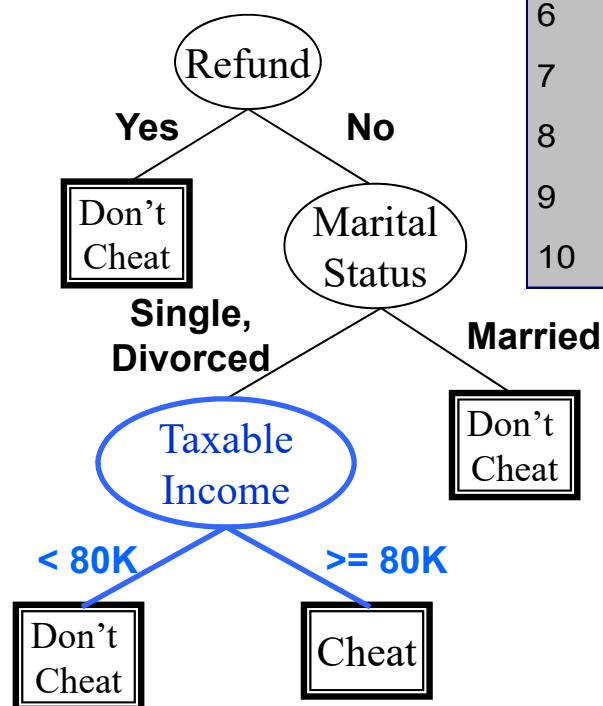 Refund
6
7
8
9
10
Yes
No
Don't
Cheat
Marital
Status
Single,
Divorced
Married
Taxable
Income
Don't
Cheat
< 80K
>= 80K
Don't
Cheat
Cheat